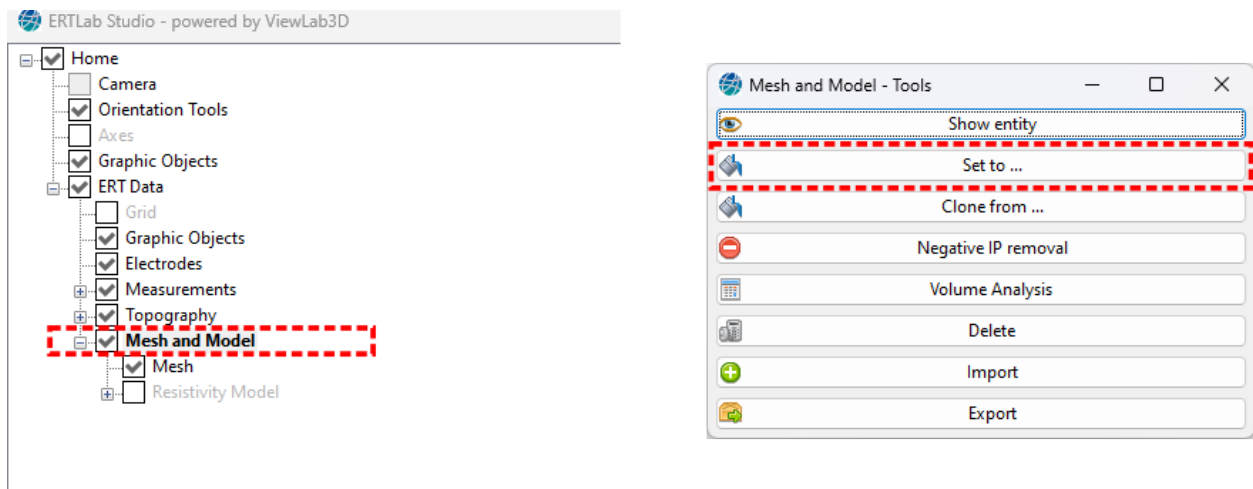 ERTLab Studio - powered by ViewLab3D
Home
Camera
Orientation Tools
Axes
Graphic Objects
ERT Data
Grid
Graphic Objects
Electrodes
Measurements
Topography
Mesh and Model
Mesh
Resistivity Model
Mesh and Model - Tools
Show entity
Set to ...
Clone from ...
Negative IP removal
Volume Analysis
Delete
Import
Export